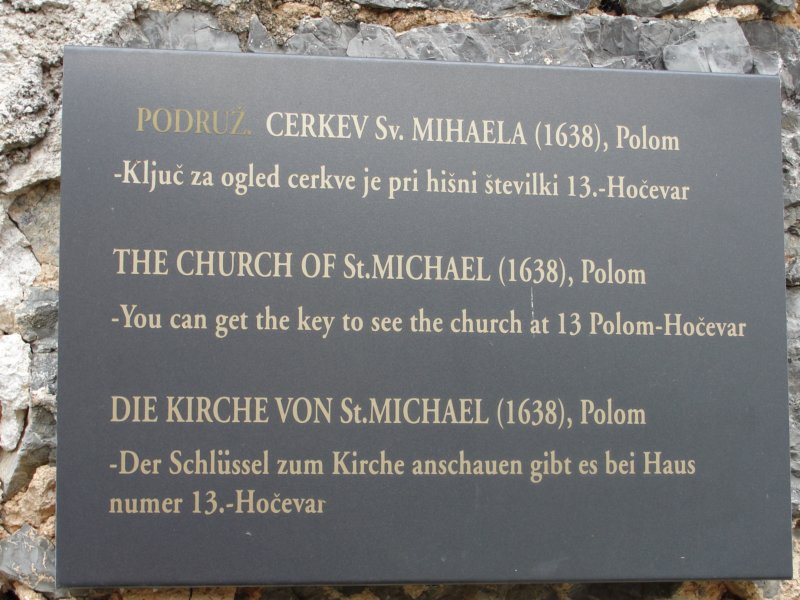 PODRUŽ. CERKEV Sv. MIHAELA (1638), Polom
-Ključ za ogled cerkve je pri hišni številki 13.-Hočevar
THE CHURCH OF St.MICHAEL (1638), Polom
-You can get the key to see the church at 13 Polom-Hočevar
DIE KIRCHE VON St.MICHAEL (1638), Polom
-Der Schlüssel zum Kirche anschauen gibt es bei Haus
numer 13.-Hočevar